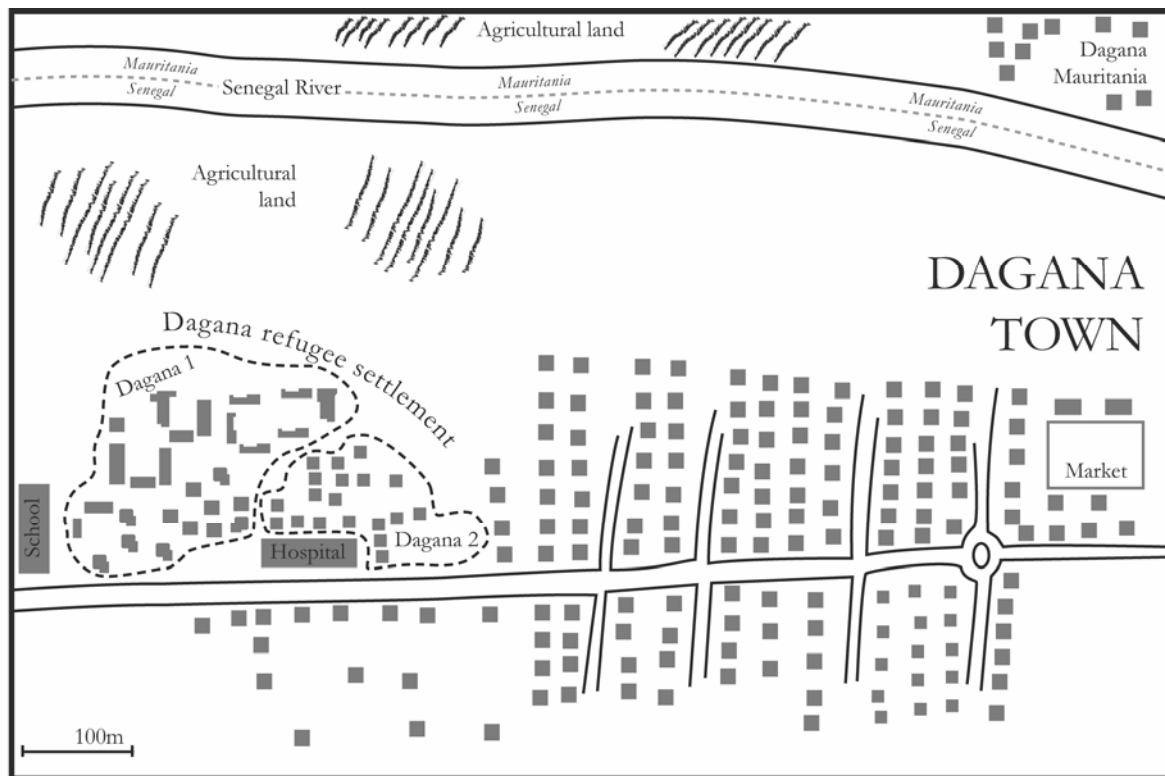 Agricultural land
Dagana
Mauritania
Mauritania
Senegal
Senegal River
Mauritania
Senegal
Mauritania
Senegal
Agricultural
land
DAGANA
TOWN
Dagana refugee settlement
Dagana 1
School
Hospital
Dagana 2
Market
100m